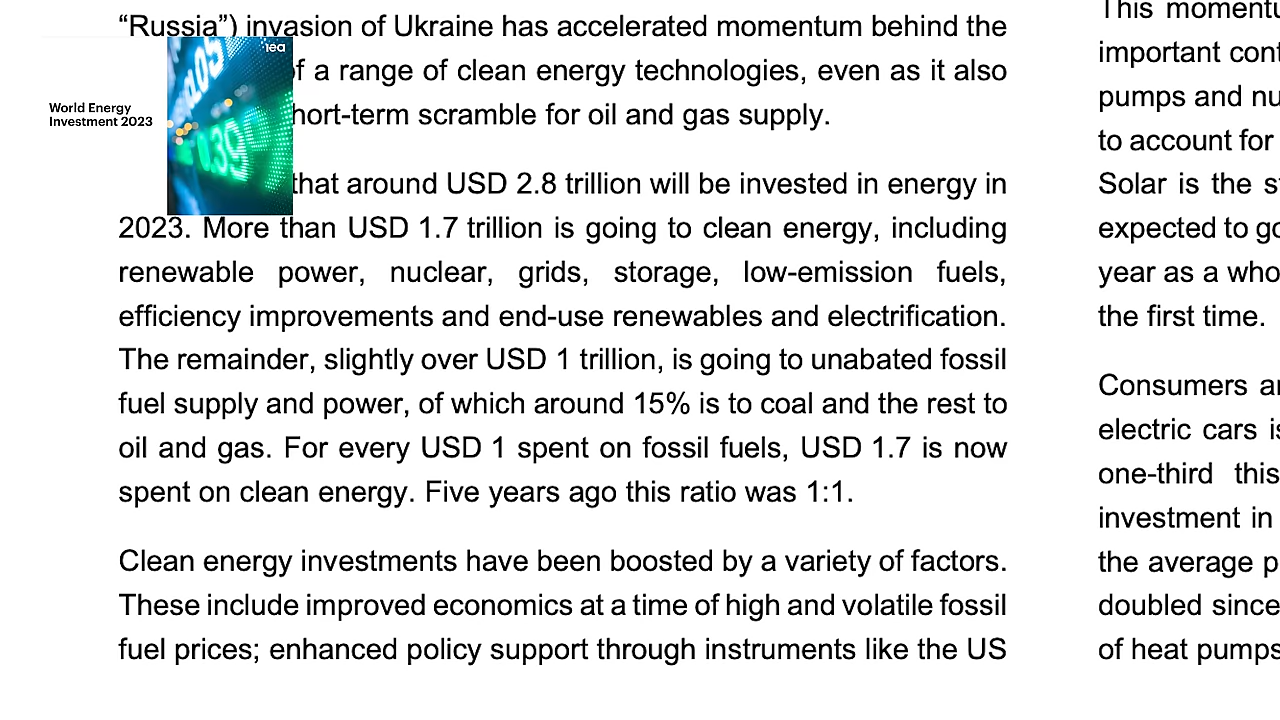 “Russia”) invasion of Ukraine has accelerated momentum behind the
of a range of clean energy technologies, even as it also
hort-term scramble for oil and gas supply.
that around USD 2.8 trillion will be invested in energy in
2023. More than USD 1.7 trillion is going to clean energy, including
renewable power, nuclear, grids, storage, low-emission fuels,
efficiency improvements and end-use renewables and electrification.
The remainder, slightly over USD 1 trillion, is going to unabated fossil
fuel supply and power, of which around 15% is to coal and the rest to
oil and gas. For every USD 1 spent on fossil fuels, USD 1.7 is now
spent on clean energy. Five years ago this ratio was 1:1.
Clean energy investments have been boosted by a variety of factors.
These include improved economics at a time of high and volatile fossil
fuel prices; enhanced policy support through instruments like the US
World Energy
Investment 2023
iea
0.39
This momentu
important cont
pumps and nu
to account for
Solar is the s
expected to go
year as a who
the first time.
Consumers a
electric cars is
one-third this
investment in
the average p
doubled since
of heat pumps